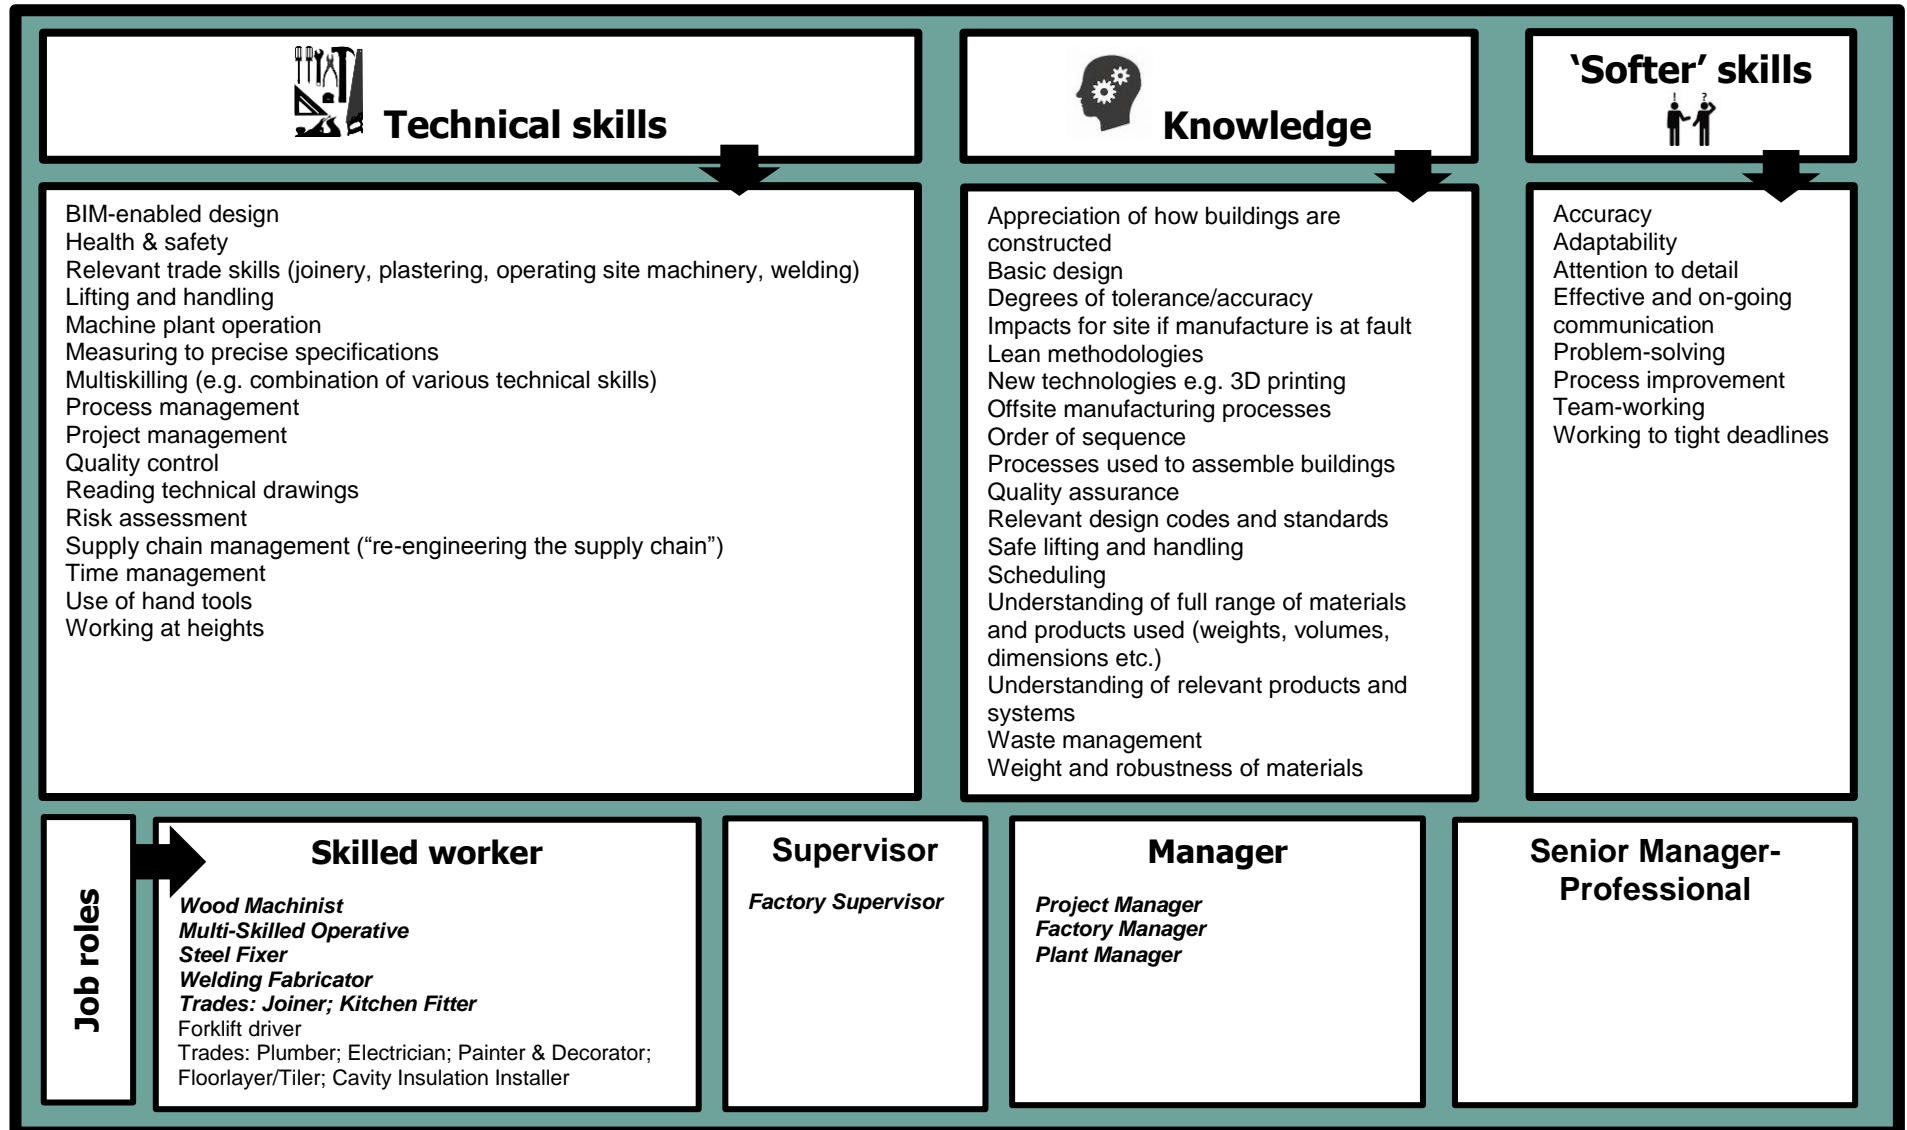 Technical skills
BIM-enabled design
Health & safety
Relevant trade skills (joinery, plastering, operating site machinery, welding)
Lifting and handling
Machine plant operation
Measuring to precise specifications
Multiskilling (e.g. combination of various technical skills)
Process management
Project management
Quality control
Reading technical drawings
Risk assessment
Supply chain management (“re-engineering the supply chain”)
Time management
Use of hand tools
Working at heights
Knowledge
Appreciation of how buildings are
constructed
Basic design
Degrees of tolerance/accuracy
Impacts for site if manufacture is at fault
Lean methodologies
New technologies e.g. 3D printing
Offsite manufacturing processes
Order of sequence
Processes used to assemble buildings
Quality assurance
Relevant design codes and standards
Safe lifting and handling
Scheduling
Understanding of full range of materials
and products used (weights, volumes,
dimensions etc.)
Understanding of relevant products and
systems
Waste management
Weight and robustness of materials
‘Softer’ skills
! ?
Accuracy
Adaptability
Attention to detail
Effective and on-going
communication
Problem-solving
Process improvement
Team-working
Working to tight deadlines
Job roles
Skilled worker
Wood Machinist
Multi-Skilled Operative
Steel Fixer
Welding Fabricator
Trades: Joiner; Kitchen Fitter
Forklift driver
Trades: Plumber; Electrician; Painter & Decorator;
Floorlayer/Tiler; Cavity Insulation Installer
Supervisor
Factory Supervisor
Manager
Project Manager
Factory Manager
Plant Manager
Senior Manager-
Professional